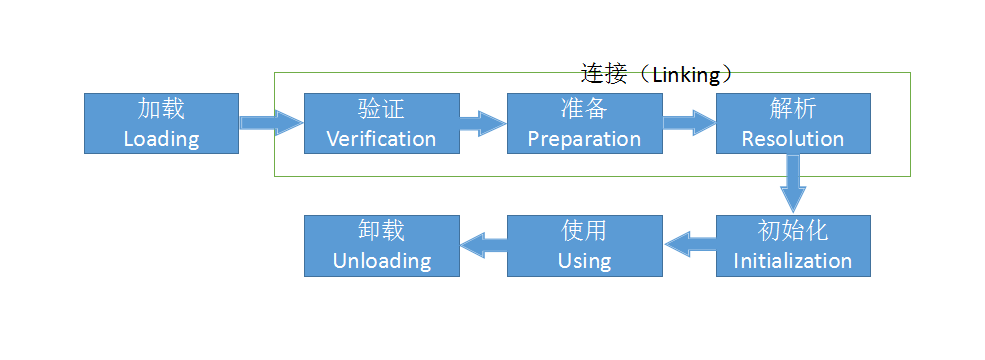 连接（Linking）
加载
Loading
验证
Verification
准备
Preparation
解析
Resolution
初始化
Initialization
使用
Using
卸载
Unloading